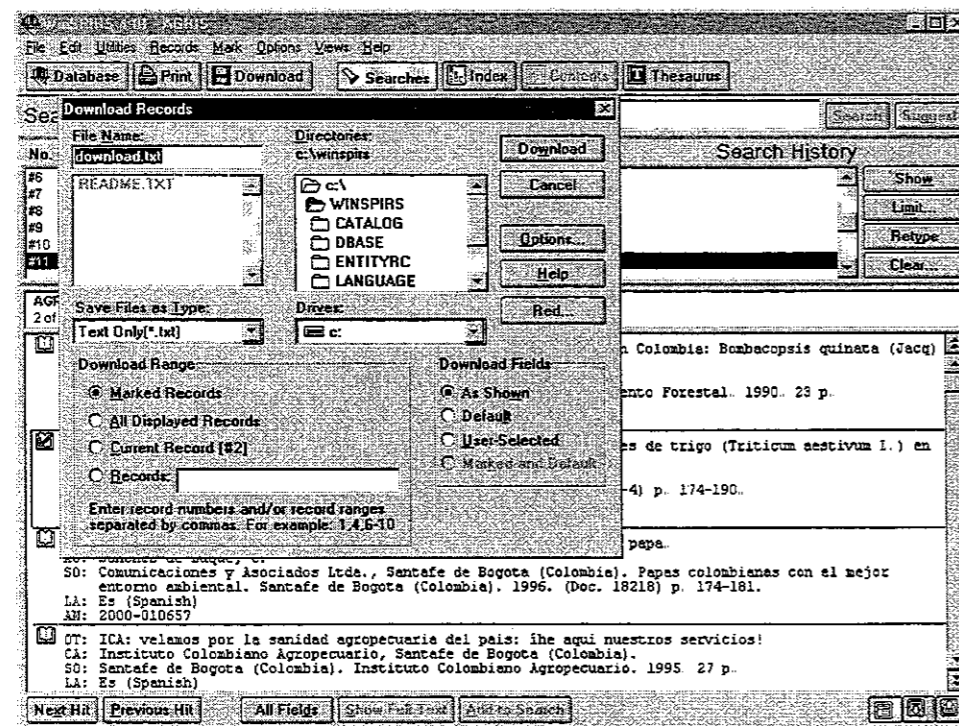 WinSPIRS 4.0 - AGRIS
File Edit Utilities Records Mark Options Views Help
Database Print Download Searches Index Contents Thesaurus
Download Records
Sea
Search Suggest
File Name:
download.txt
README.TXT
Directories:
c:\winspirs
c:\
WINSPIRS
CATALOG
DBASE
ENTITYRC
LANGUAGE
Download
Cancel
Options...
Help
Red...
No.
#6
#7
#8
#9
#10
#11
Search History
Show
Limit...
Retype
Clear...
AGR
2 of
Save Files as Type:
Text Only(*.txt)
Drives:
c:
Download Range
Marked Records
All Displayed Records
Current Record [#2]
Records:
Enter record numbers and/or record ranges
separated by commas. For example: 1,4,6-10
Download Fields
As Shown
Default
User-Selected
Marked and Default
n Colombia: Bombacopsis quinata (Jacq)
ento Forestal. 1990. 23 p.
es de trigo (Triticum aestivum I.) en
-4) p. 174-190.
papa.
SO: Comunicaciones y Asociados Ltda., Santafe de Bogota (Colombia). Papas colombianas con el mejor
entorno ambiental. Santafe de Bogota (Colombia). 1996. (Doc. 18218) p. 174-181.
LA: Es (Spanish)
AN: 2000-010657
OT: ICA: velamos por la sanidad agropecuaria del pais: ihe aqui nuestros servicios!
CA: Instituto Colombiano Agropecuario, Santafe de Bogota (Colombia).
SO: Santafe de Bogota (Colombia). Instituto Colombiano Agropecuario. 1995. 27 p.
LA: Es (Spanish)
Next Hit Previous Hit All Fields Show Full Text Add to Search